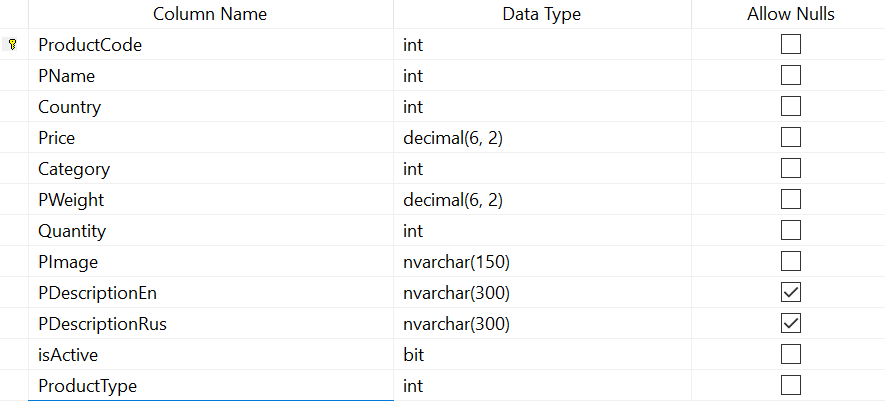 Column Name Data Type Allow Nulls
ProductCode int
PName int
Country int
Price decimal(6, 2)
Category int
PWeight decimal(6, 2)
Quantity int
PImage nvarchar(150)
PDescriptionEn nvarchar(300)
PDescriptionRus nvarchar(300)
isActive bit
ProductType int